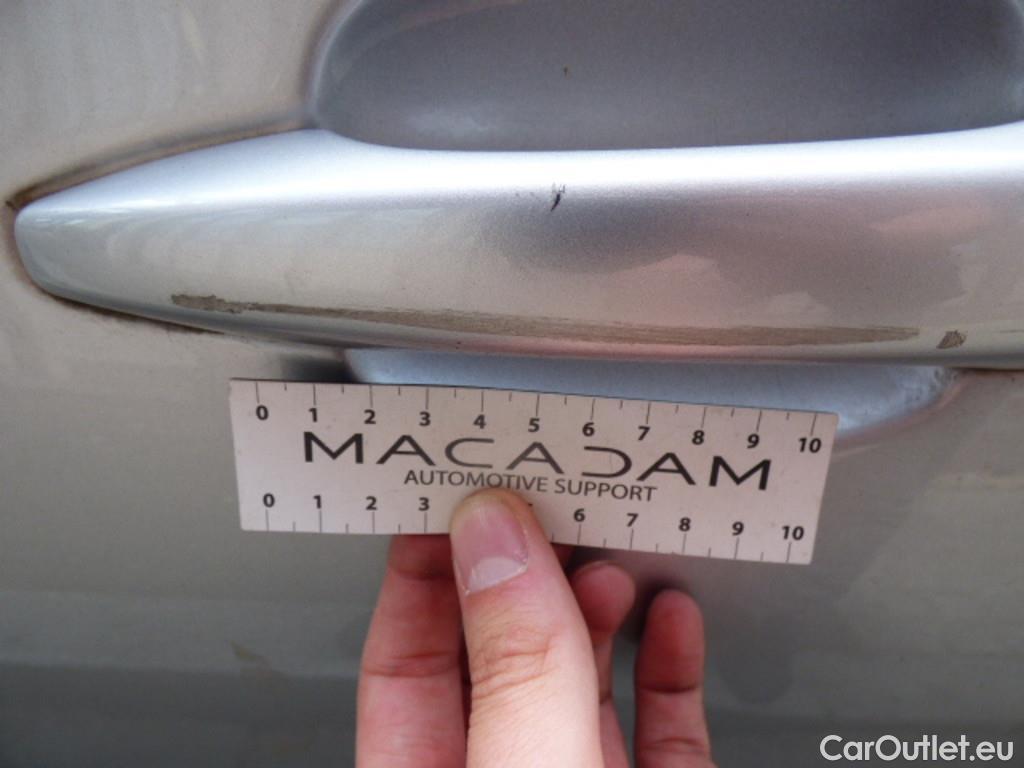 0 1 2 3 4 5 6 7 8 9 10
MACADAM
AUTOMOTIVE SUPPORT
0 1 2 3 6 7 8 9 10
CarOutlet.eu